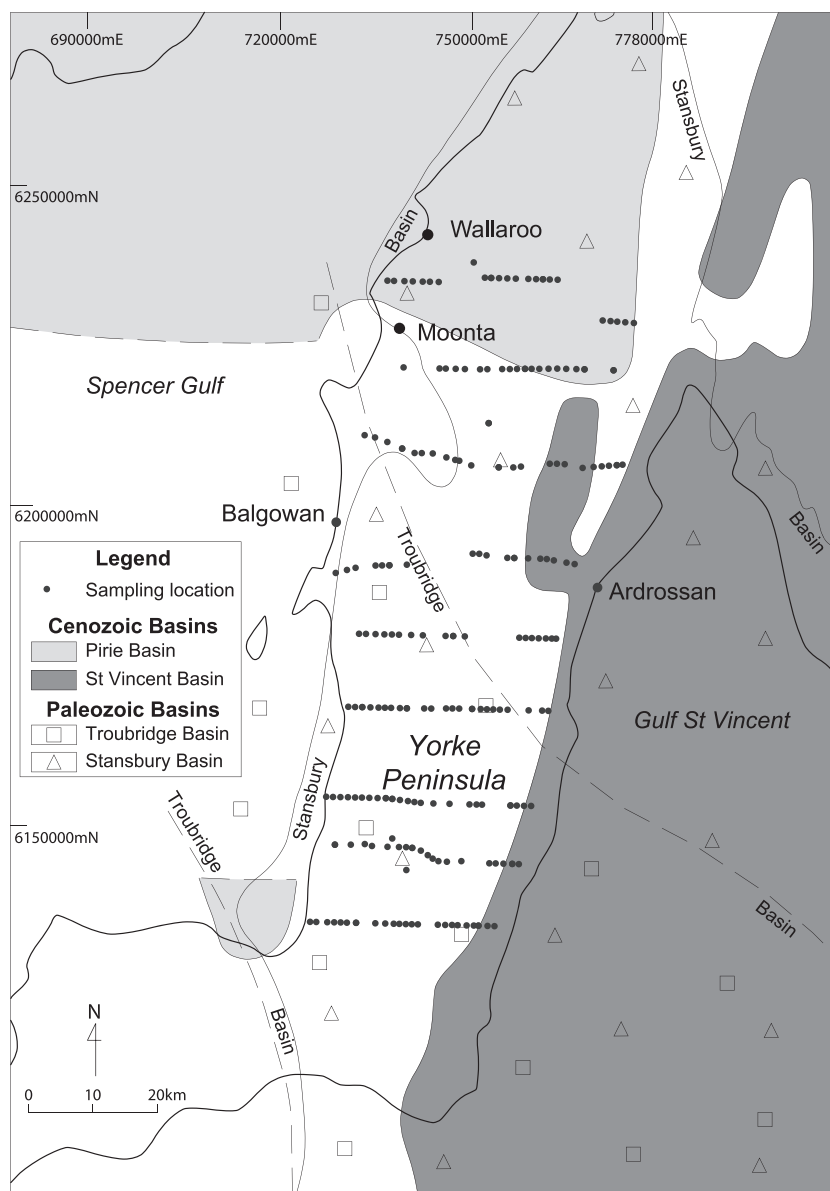 690000mE
720000mE
750000mE
778000mE
Stansbury
6250000mN
Basin
Wallaroo
Moonta
Spencer Gulf
6200000mN
Balgowan
Basin
Troubridge
Legend
Sampling location
Ardrossan
Cenozoic Basins
Pirie Basin
St Vincent Basin
Paleozoic Basins
Troubridge Basin
Stansbury Basin
Gulf St Vincent
Yorke
Peninsula
Stansbury
Troubridge
6150000mN
Basin
Basin
N
0 10 20km